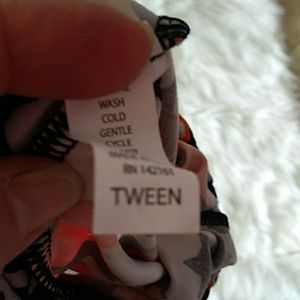 WASH
COLD
GENTLE
CYCLE
RN 142161
TWEEN